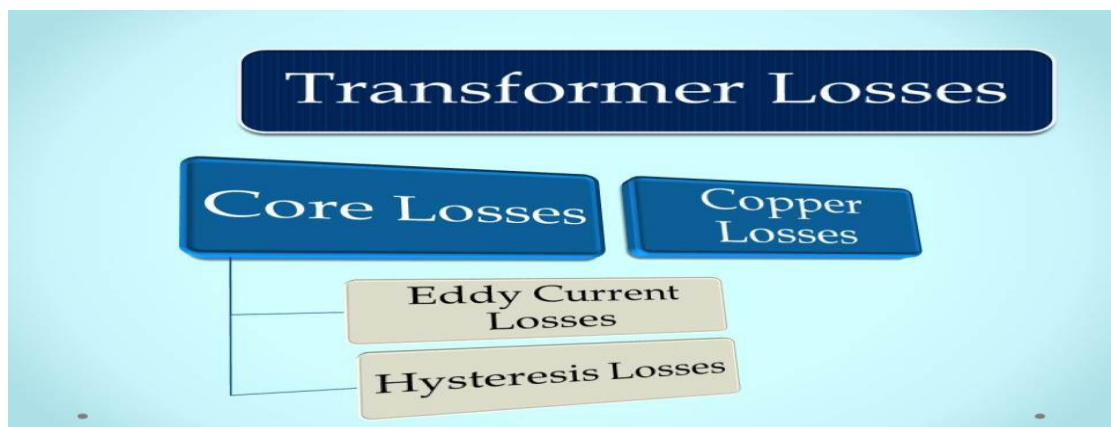 Transformer Losses
Core Losses
Copper
Losses
Eddy Current
Losses
Hysteresis Losses